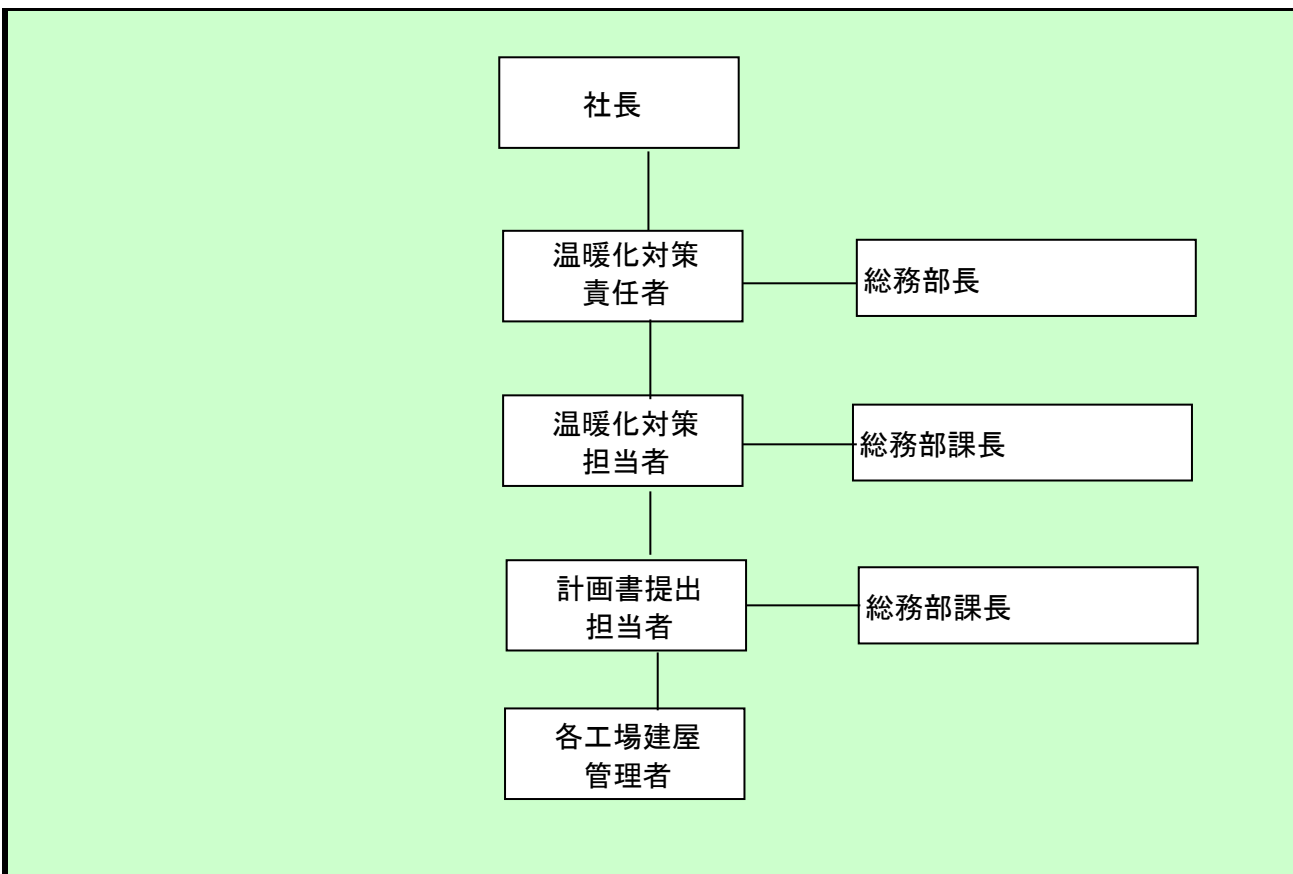 社長
温暖化対策
責任者
総務部長
温暖化対策
担当者
総務部課長
計画書提出
担当者
総務部課長
各工場建屋
管理者